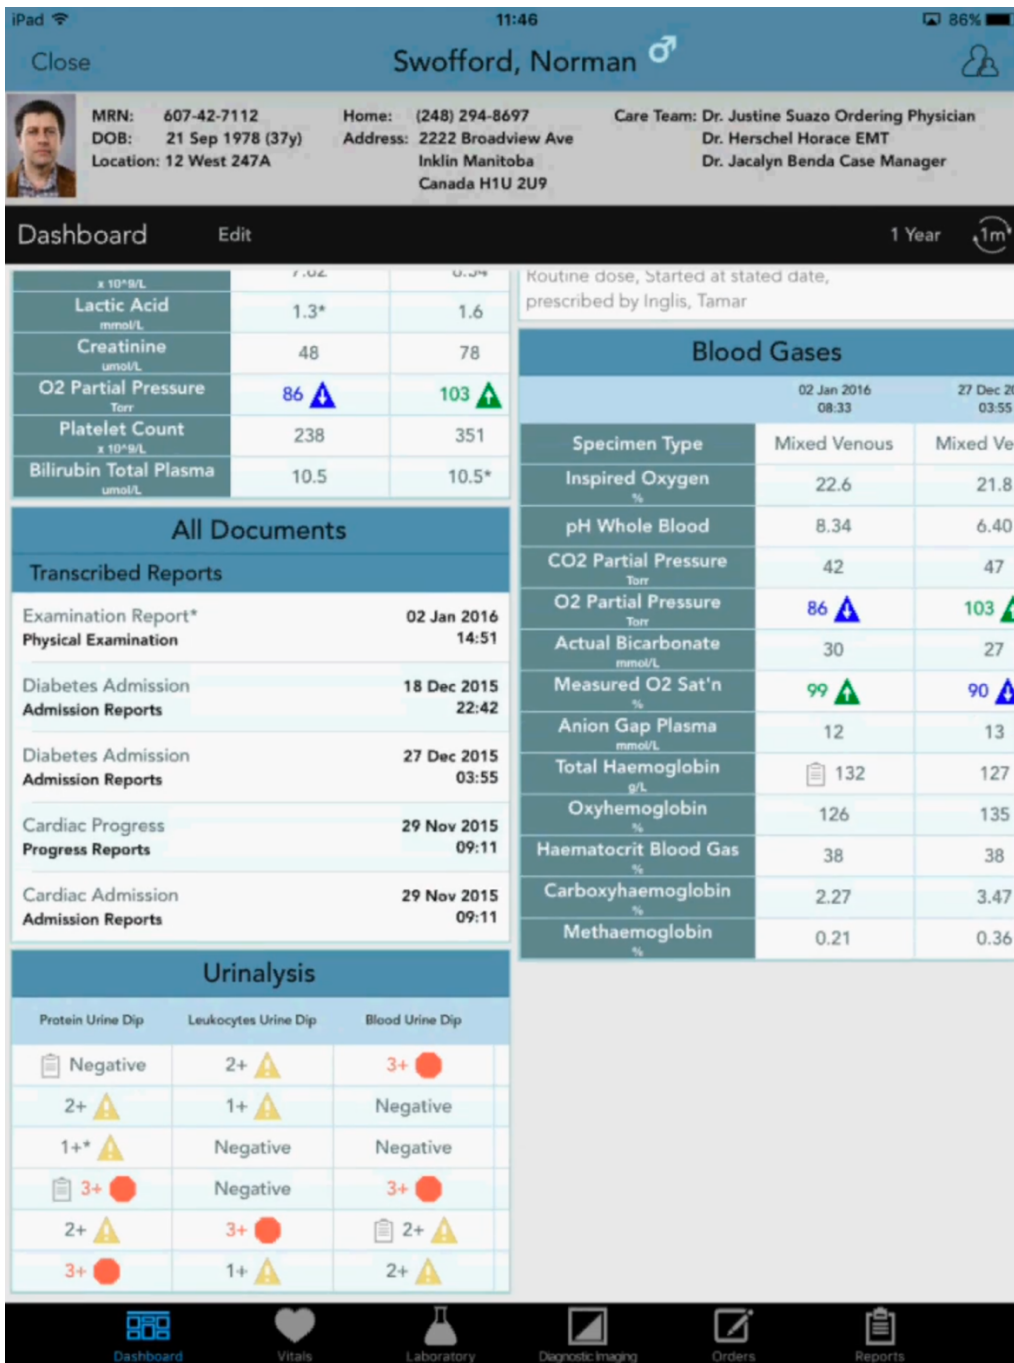 iPad 11:46 86%
Close Swofford, Norman
MRN: 607-42-7112 Home: (248) 294-8697 Care Team: Dr. Justine Suazo Ordering Physician
DOB: 21 Sep 1978 (37y) Address: 2222 Broadview Ave Dr. Herschel Horace EMT
Location: 12 West 247A Inklin Manitoba Dr. Jacalyn Benda Case Manager
Canada H1U 2U9
Dashboard Edit 1 Year 1m
x 10^9/L
Lactic Acid 1.3* 1.6
mmol/L
Creatinine 48 78
umol/L
O2 Partial Pressure 86 103
Torr
Platelet Count 238 351
x 10^9/L
Bilirubin Total Plasma 10.5 10.5*
umol/L
All Documents
Transcribed Reports
Examination Report* 02 Jan 2016
Physical Examination 14:51
Diabetes Admission 18 Dec 2015
Admission Reports 22:42
Diabetes Admission 27 Dec 2015
Admission Reports 03:55
Cardiac Progress 29 Nov 2015
Progress Reports 09:11
Cardiac Admission 29 Nov 2015
Admission Reports 09:11
Urinalysis
Protein Urine Dip Leukocytes Urine Dip Blood Urine Dip
Negative 2+ 3+
2+ 1+ Negative
1+* Negative Negative
3+ Negative 3+
2+ 3+ 2+
3+ 1+ 2+
Routine dose, Started at stated date,
prescribed by Inglis, Tamar
Blood Gases
02 Jan 2016 27 Dec 20
08:33 03:55
Specimen Type Mixed Venous Mixed Ve
Inspired Oxygen 22.6 21.8
%
pH Whole Blood 8.34 6.40
CO2 Partial Pressure 42 47
Torr
O2 Partial Pressure 86 103
Torr
Actual Bicarbonate 30 27
mmol/L
Measured O2 Sat'n 99 90
%
Anion Gap Plasma 12 13
mmol/L
Total Haemoglobin 132 127
g/L
Oxyhemoglobin 126 135
%
Haematocrit Blood Gas 38 38
%
Carboxyhaemoglobin 2.27 3.47
%
Methaemoglobin 0.21 0.36
%
Dashboard Vitals Laboratory Diagnostic Imaging Orders Reports